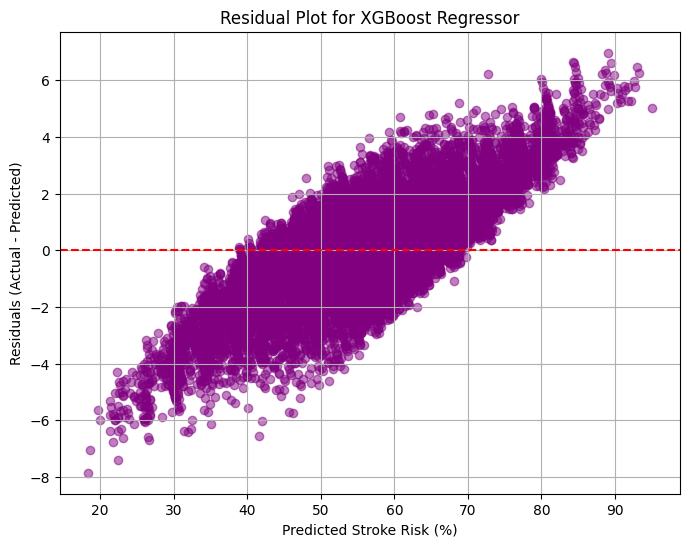 Residual Plot for XGBoost Regressor
6
4
2
0
−2
−4
−6
−8
Residuals (Actual - Predicted)
20 30 40 50 60 70 80 90
Predicted Stroke Risk (%)